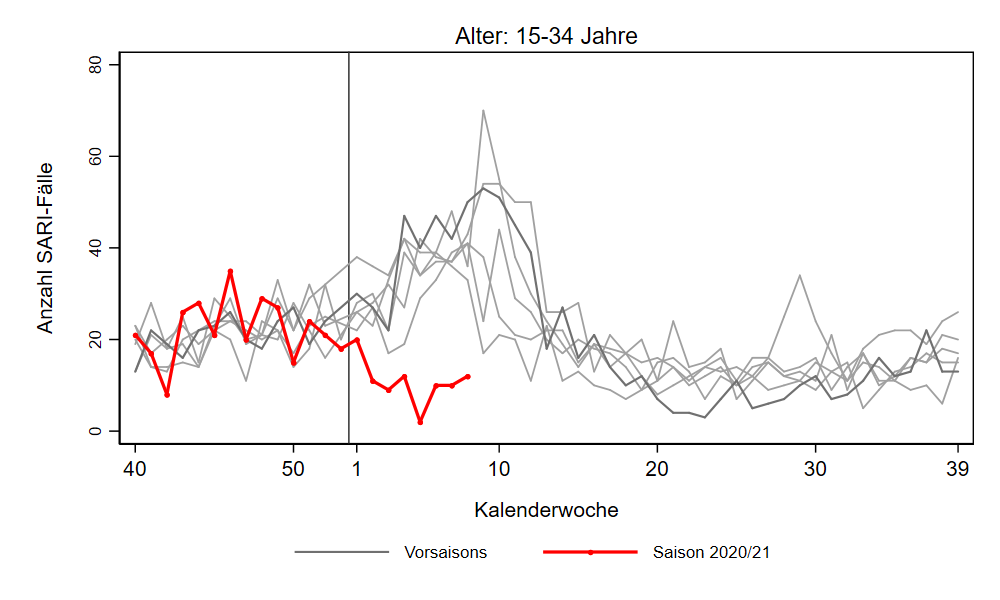 Alter: 15-34 Jahre
Anzahl SARI-Fälle
80
60
40
20
0
40 50 1 10 20 30 39
Kalenderwoche
Vorsaisons Saison 2020/21